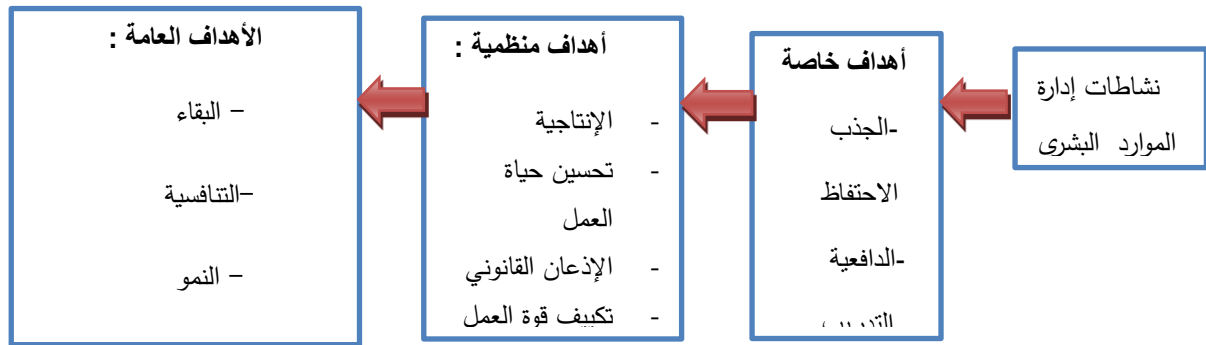 نشاطات إدارة
الموارد البشرى
أهداف خاصة
-الجذب
الاحتفاظ
-الدافعية
أهداف منظمية :
- الإنتاجية
- تحسين حياة
العمل
- الإذعان القانوني
- تكييف قوة العمل
الأهداف العامة :
– البقاء
–التنافسية
– النمو